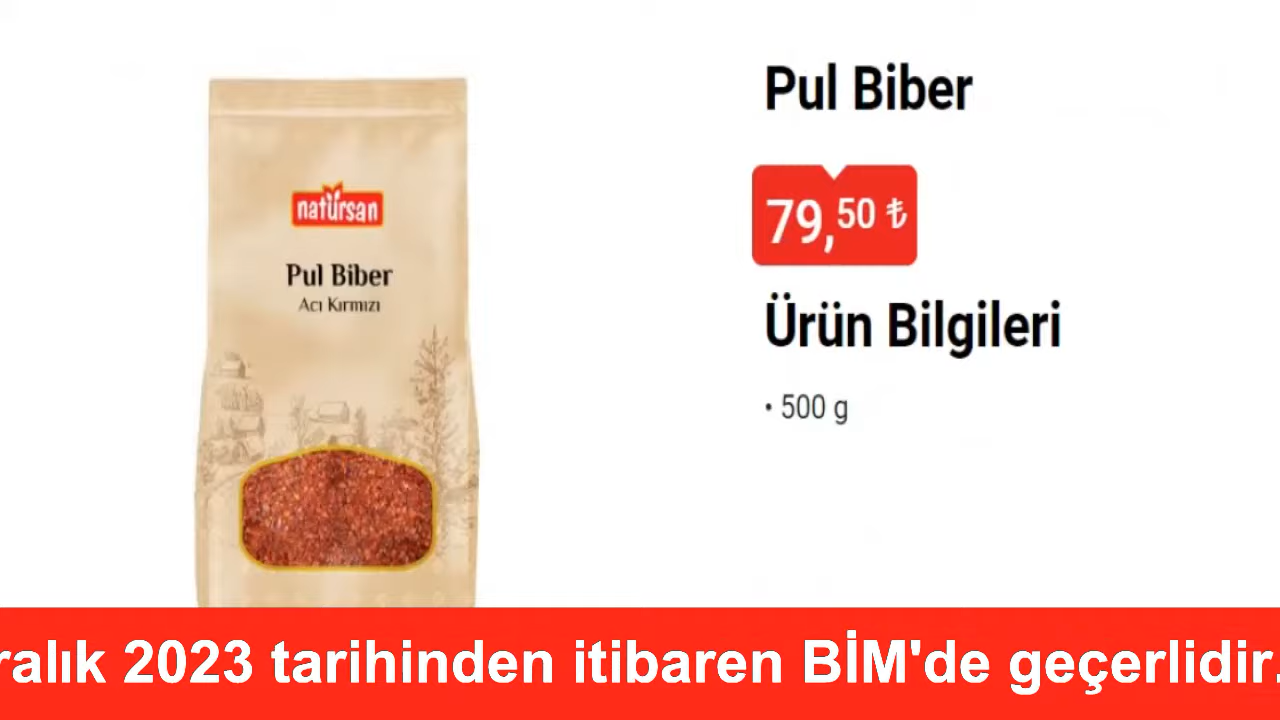 natürsan
Pul Biber
Acı Kırmızı
Pul Biber
79,50 ₺
Ürün Bilgileri
• 500 g
ralık 2023 tarihinden itibaren BİM'de geçerlidir.